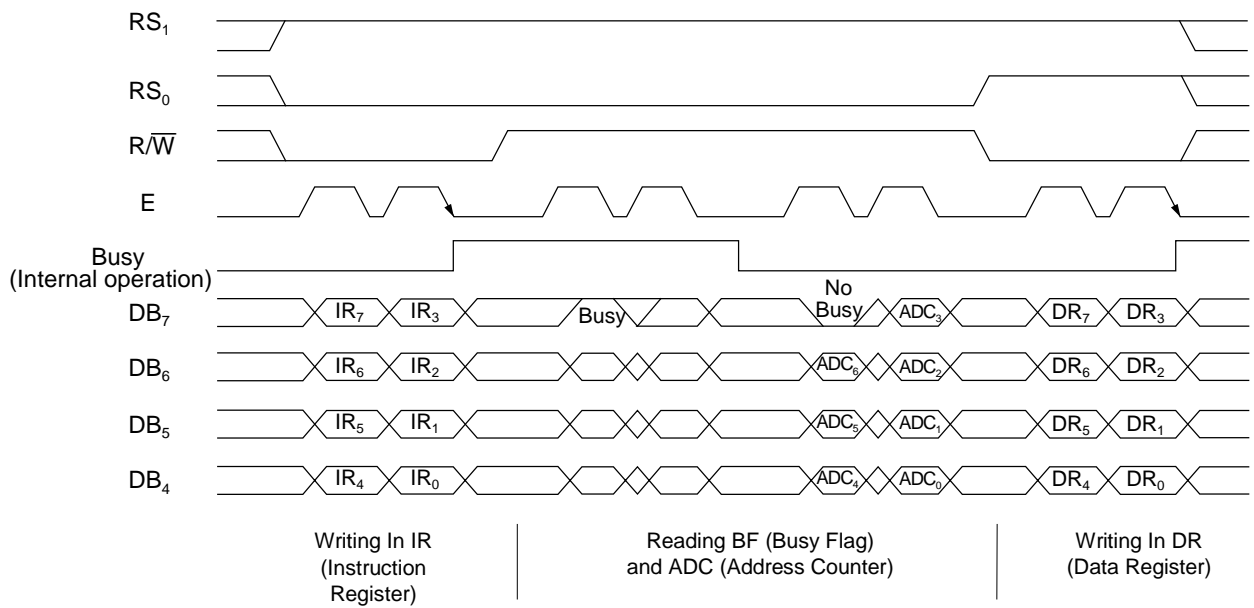 RS₁
RS₀
R/W̅
E
Busy
(Internal operation)
No
Busy
DB₇ IR₇ IR₃ Busy ADC₃ DR₇ DR₃
DB₆ IR₆ IR₂ ADC₆ ADC₂ DR₆ DR₂
DB₅ IR₅ IR₁ ADC₅ ADC₁ DR₅ DR₁
DB₄ IR₄ IR₀ ADC₄ ADC₀ DR₄ DR₀
Writing In IR
(Instruction
Register)
Reading BF (Busy Flag)
and ADC (Address Counter)
Writing In DR
(Data Register)